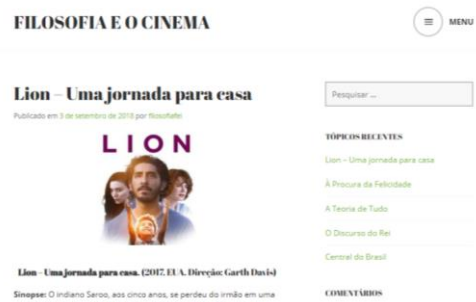 FILOSOFIA E O CINEMA
MENU
Lion – Uma jornada para casa
Publicado em 3 de setembro de 2018 por filosofiafei
LION
Lion – Uma jornada para casa. (2017. EUA. Direção: Garth Davis)
Sinopse: O indiano Saroo, aos cinco anos, se perdeu do irmão em uma
Pesquisar ...
TÓPICOS RECENTES
Lion – Uma jornada para casa
À Procura da Felicidade
A Teoria de Tudo
O Discurso do Rei
Central do Brasil
COMENTÁRIOS